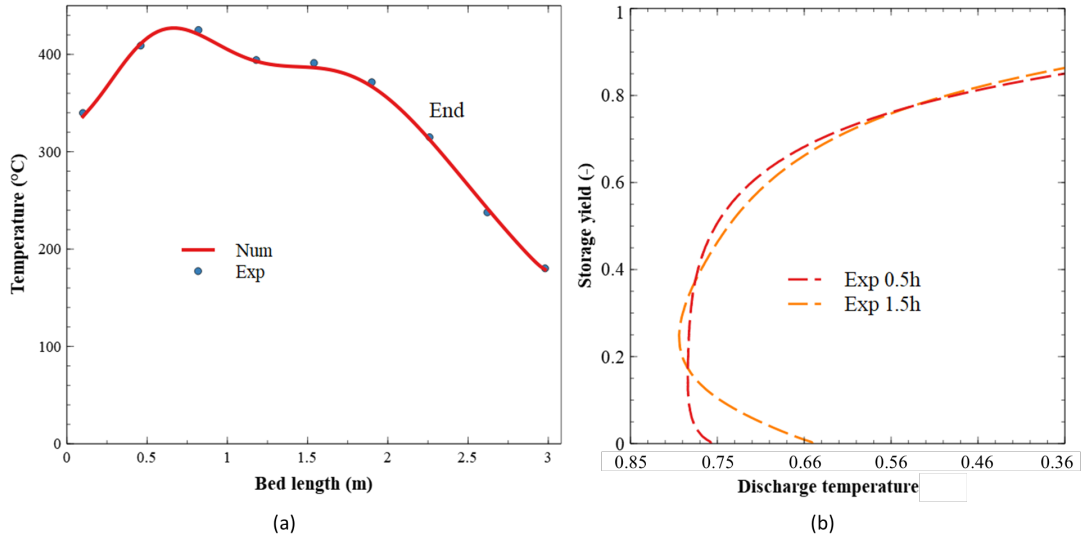 400
300
200
100
0
0
0.5
1
1.5
2
2.5
3
Temperature (°C)
Bed length (m)
End
Num
Exp
(a)
1
0.8
0.6
0.4
0.2
0
0.85
0.75
0.66
0.56
0.46
0.36
Storage yield (-)
Discharge temperature
Exp 0.5h
Exp 1.5h
(b)